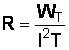 R = W_T / I²T